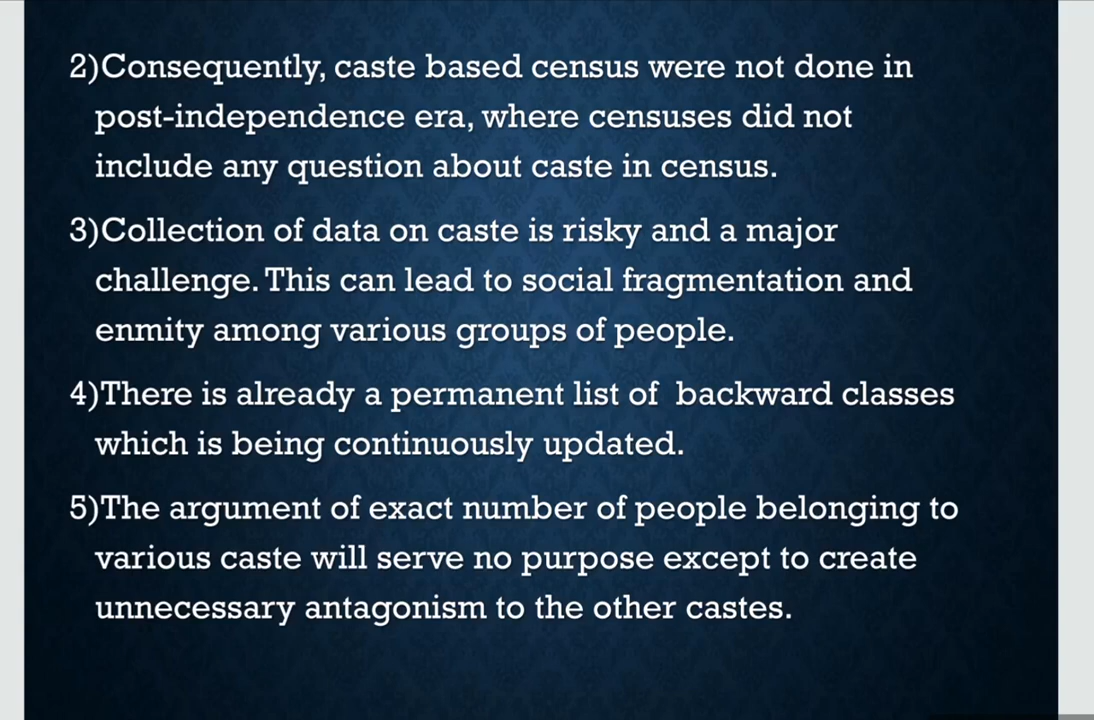 2)Consequently, caste based census were not done in
post-independence era, where censuses did not
include any question about caste in census.
3)Collection of data on caste is risky and a major
challenge. This can lead to social fragmentation and
enmity among various groups of people.
4)There is already a permanent list of  backward classes
which is being continuously updated.
5)The argument of exact number of people belonging to
various caste will serve no purpose except to create
unnecessary antagonism to the other castes.